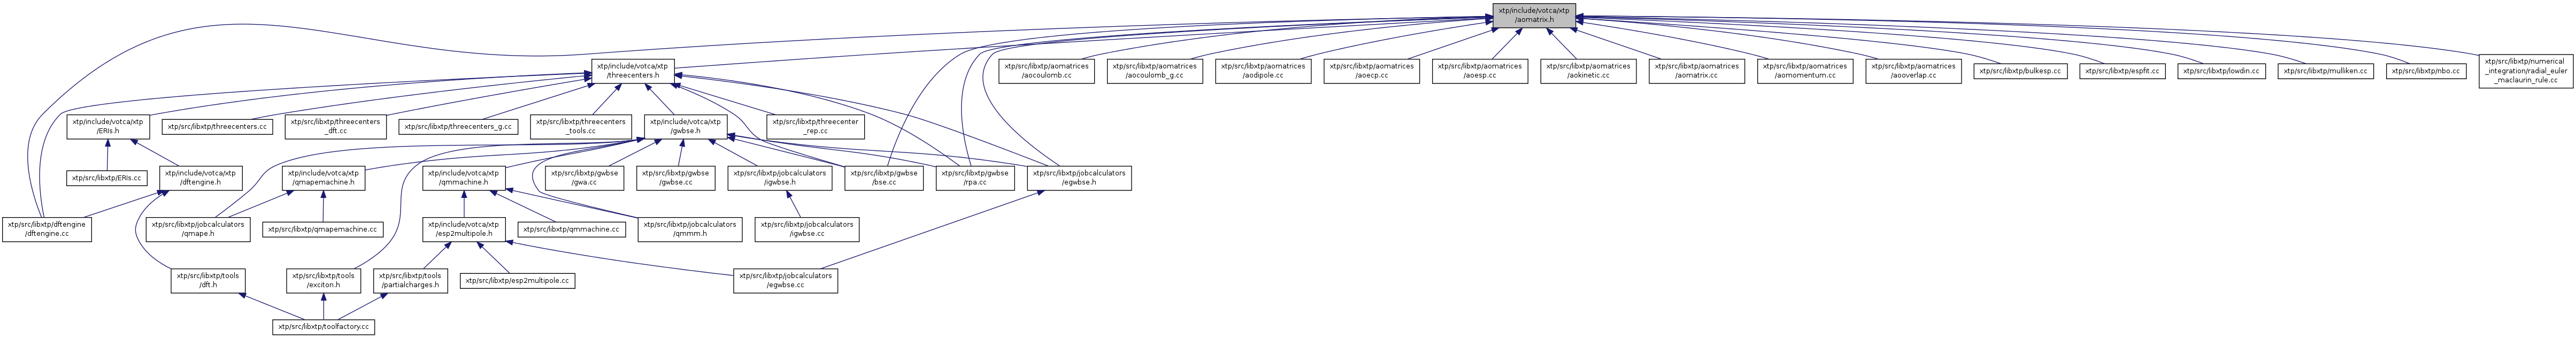 xtp/include/votca/xtp
/aomatrix.h
xtp/include/votca/xtp
/threecenters.h
xtp/src/libxtp/aomatrices
/aocoulomb.cc
xtp/src/libxtp/aomatrices
/aocoulomb_g.cc
xtp/src/libxtp/aomatrices
/aodipole.cc
xtp/src/libxtp/aomatrices
/aoecp.cc
xtp/src/libxtp/aomatrices
/aoesp.cc
xtp/src/libxtp/aomatrices
/aokinetic.cc
xtp/src/libxtp/aomatrices
/aomatrix.cc
xtp/src/libxtp/aomatrices
/aomomentum.cc
xtp/src/libxtp/aomatrices
/aooverlap.cc
xtp/src/libxtp/bulkesp.cc
xtp/src/libxtp/espfit.cc
xtp/src/libxtp/lowdin.cc
xtp/src/libxtp/mulliken.cc
xtp/src/libxtp/nbo.cc
xtp/src/libxtp/numerical
_integration/radial_euler
_maclaurin_rule.cc
xtp/include/votca/xtp
/ERIs.h
xtp/src/libxtp/threecenters.cc
xtp/src/libxtp/threecenters
_dft.cc
xtp/src/libxtp/threecenters_g.cc
xtp/src/libxtp/threecenters
_tools.cc
xtp/include/votca/xtp
/gwbse.h
xtp/src/libxtp/threecenter
_rep.cc
xtp/src/libxtp/ERIs.cc
xtp/include/votca/xtp
/dftengine.h
xtp/include/votca/xtp
/qmapemachine.h
xtp/include/votca/xtp
/qmmachine.h
xtp/src/libxtp/gwbse
/gwa.cc
xtp/src/libxtp/gwbse
/gwbse.cc
xtp/src/libxtp/jobcalculators
/igwbse.h
xtp/src/libxtp/gwbse
/bse.cc
xtp/src/libxtp/gwbse
/rpa.cc
xtp/src/libxtp/jobcalculators
/egwbse.h
xtp/src/libxtp/dftengine
/dftengine.cc
xtp/src/libxtp/jobcalculators
/qmape.h
xtp/src/libxtp/qmapemachine.cc
xtp/include/votca/xtp
/esp2multipole.h
xtp/src/libxtp/qmmachine.cc
xtp/src/libxtp/jobcalculators
/qmmm.h
xtp/src/libxtp/jobcalculators
/igwbse.cc
xtp/src/libxtp/tools
/dft.h
xtp/src/libxtp/tools
/exciton.h
xtp/src/libxtp/tools
/partialcharges.h
xtp/src/libxtp/esp2multipole.cc
xtp/src/libxtp/jobcalculators
/egwbse.cc
xtp/src/libxtp/toolfactory.cc